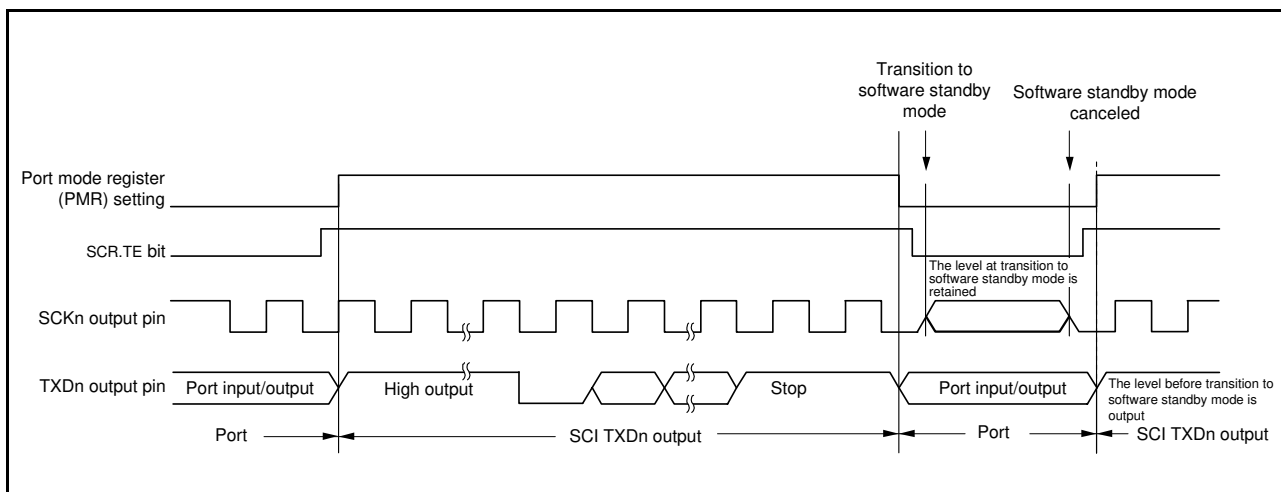 Transition to
software standby
mode
Software standby mode
canceled
Port mode register
(PMR) setting
SCR.TE bit
The level at transition to
software standby mode is
retained
SCKn output pin
TXDn output pin
Port input/output
High output
Stop
Port input/output
The level before transition to
software standby mode is
output
Port
SCI TXDn output
Port
SCI TXDn output